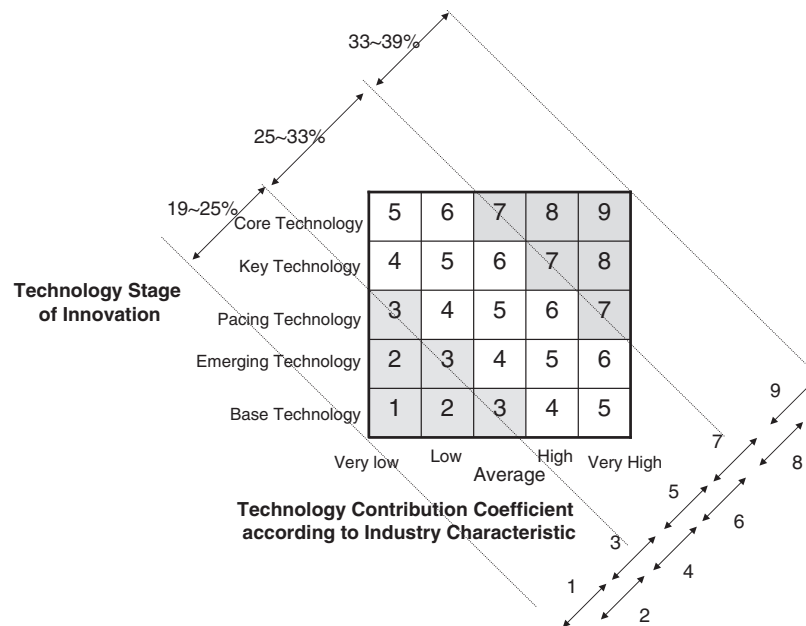 33~39%
25~33%
19~25%
Core Technology 5 6 7 8 9
Key Technology 4 5 6 7 8
Technology Stage
of Innovation
Pacing Technology 3 4 5 6 7
Emerging Technology 2 3 4 5 6
Base Technology 1 2 3 4 5
Very low Low Average High Very High
Technology Contribution Coefficient
according to Industry Characteristic
9
7
8
5
6
3
4
1
2